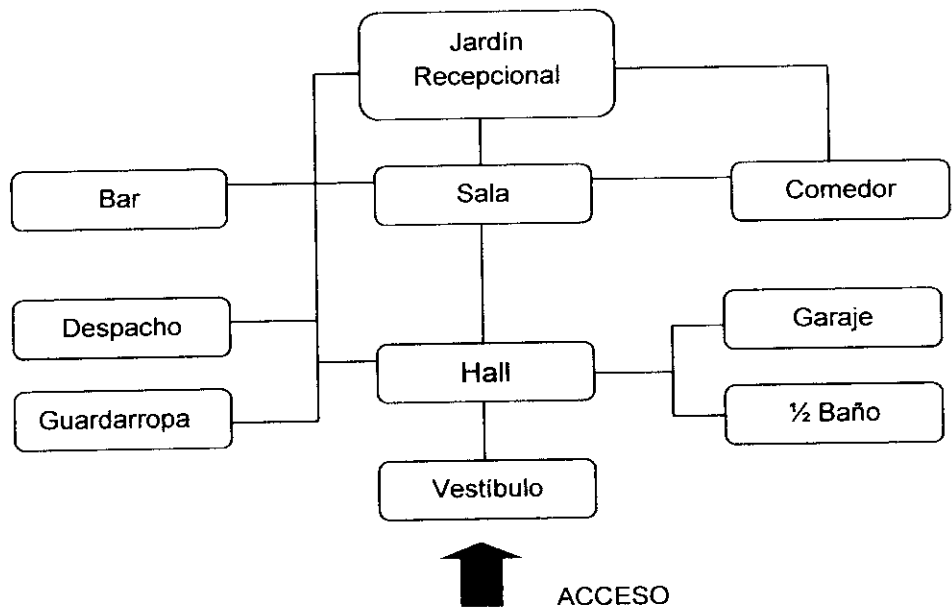 Jardín
Recepcional
Bar
Sala
Comedor
Despacho
Garaje
Hall
Guardarropa
½ Baño
Vestíbulo
ACCESO